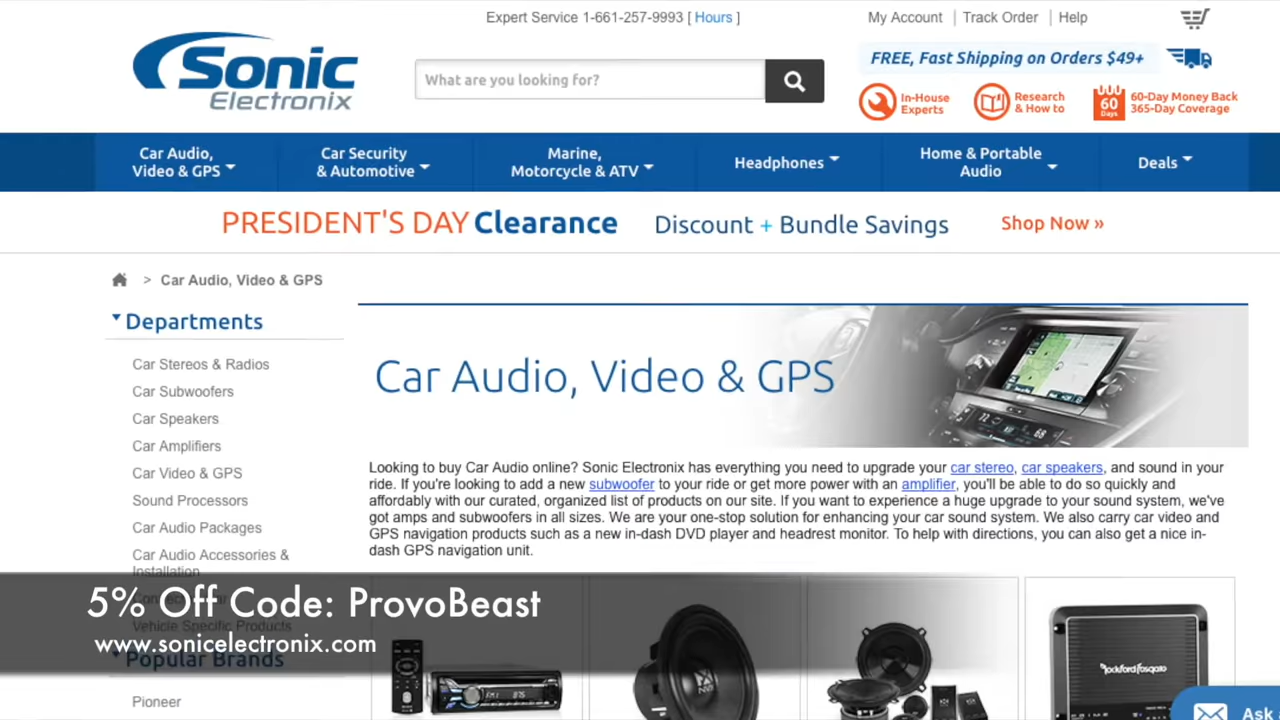 Expert Service 1-661-257-9993 [ Hours ]
My Account
Track Order
Help
Sonic
Electronix
What are you looking for?
FREE, Fast Shipping on Orders $49+
In-House
Experts
Research
& How to
60
Days
60-Day Money Back
365-Day Coverage
Car Audio,
Video & GPS
Car Security
& Automotive
Marine,
Motorcycle & ATV
Headphones
Home & Portable
Audio
Deals
PRESIDENT'S DAY Clearance
Discount + Bundle Savings
Shop Now »
> Car Audio, Video & GPS
Departments
Car Stereos & Radios
Car Subwoofers
Car Speakers
Car Amplifiers
Car Video & GPS
Sound Processors
Car Audio Packages
Car Audio Accessories &
Installation
Vehicle Specific Products
Popular Brands
Pioneer
Car Audio, Video & GPS
Looking to buy Car Audio online? Sonic Electronix has everything you need to upgrade your car stereo, car speakers, and sound in your
ride. If you're looking to add a new subwoofer to your ride or get more power with an amplifier, you'll be able to do so quickly and
affordably with our curated, organized list of products on our site. If you want to experience a huge upgrade to your sound system, we've
got amps and subwoofers in all sizes. We are your one-stop solution for enhancing your car sound system. We also carry car video and
GPS navigation products such as a new in-dash DVD player and headrest monitor. To help with directions, you can also get a nice in-
dash GPS navigation unit.
5% Off Code: ProvoBeast
www.sonicelectronix.com
rockford fosgate
Ask